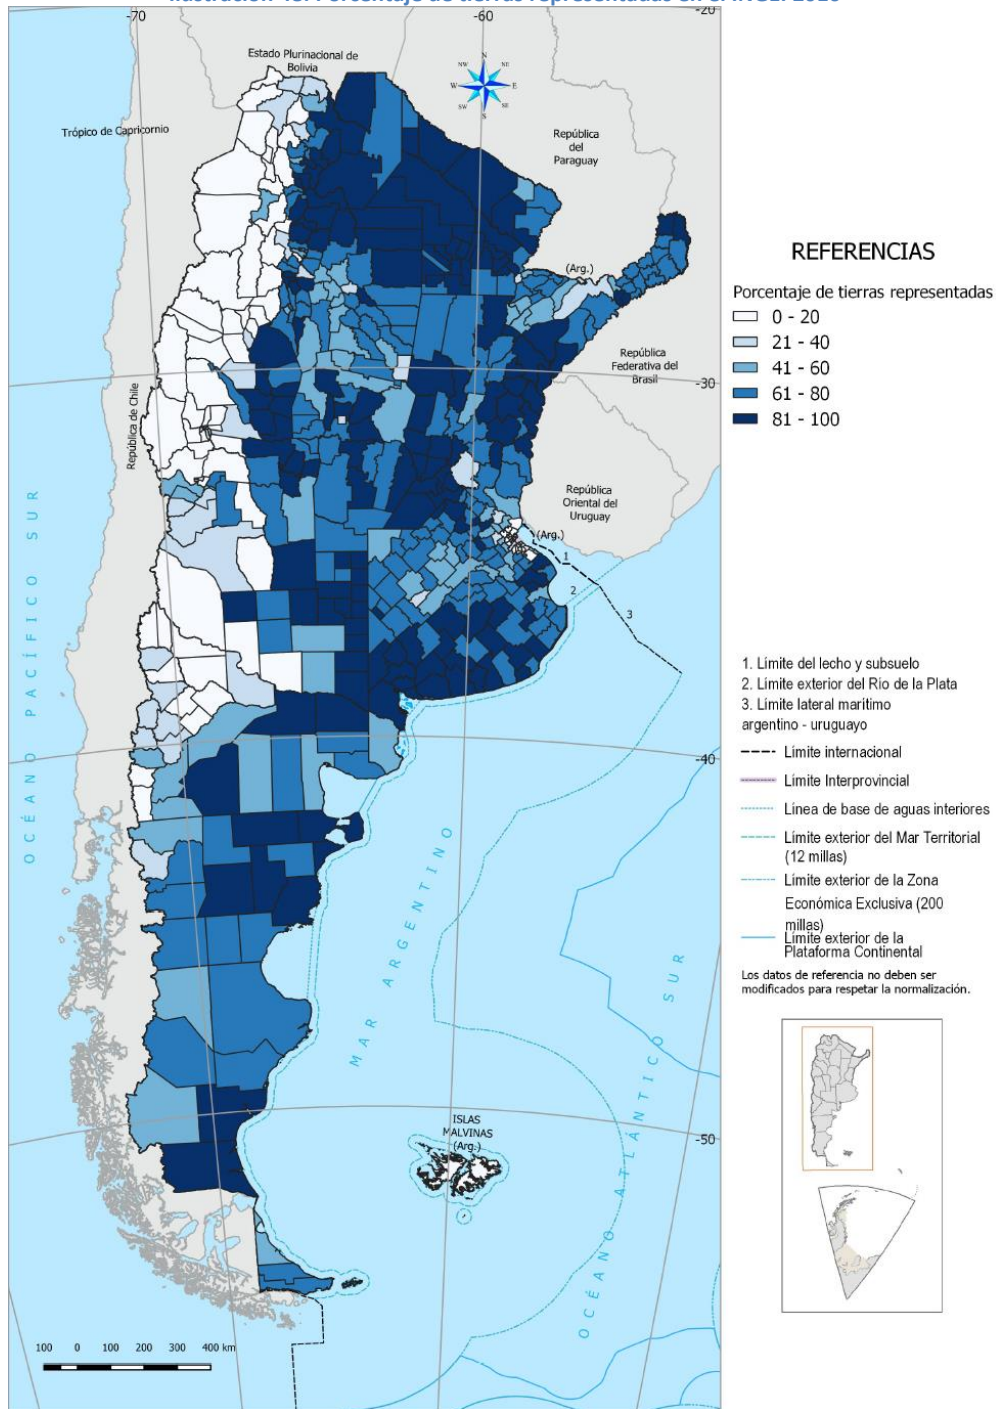 -70
-60
-20
Estado Plurinacional de
Bolivia
N
NW
NE
W
E
SW
SE
S
Trópico de Capricornio
República
del
Paraguay
(Arg.)
REFERENCIAS
Porcentaje de tierras representadas
0 - 20
21 - 40
41 - 60
61 - 80
81 - 100
República
Federativa del
Brasil
-30
República de Chile
República
Oriental del
Uruguay
(Arg.)
1
2
3
OCÉANO PACÍFICO SUR
1. Límite del lecho y subsuelo
2. Límite exterior del Río de la Plata
3. Límite lateral marítimo
argentino - uruguayo
Límite internacional
Límite Interprovincial
Línea de base de aguas interiores
Límite exterior del Mar Territorial
(12 millas)
Límite exterior de la Zona
Económica Exclusiva (200
millas)
Límite exterior de la
Plataforma Continental
Los datos de referencia no deben ser
modificados para respetar la normalización.
-40
MAR ARGENTINO
OCÉANO ATLÁNTICO SUR
ISLAS
MALVINAS
(Arg.)
-50
100 0 100 200 300 400 km